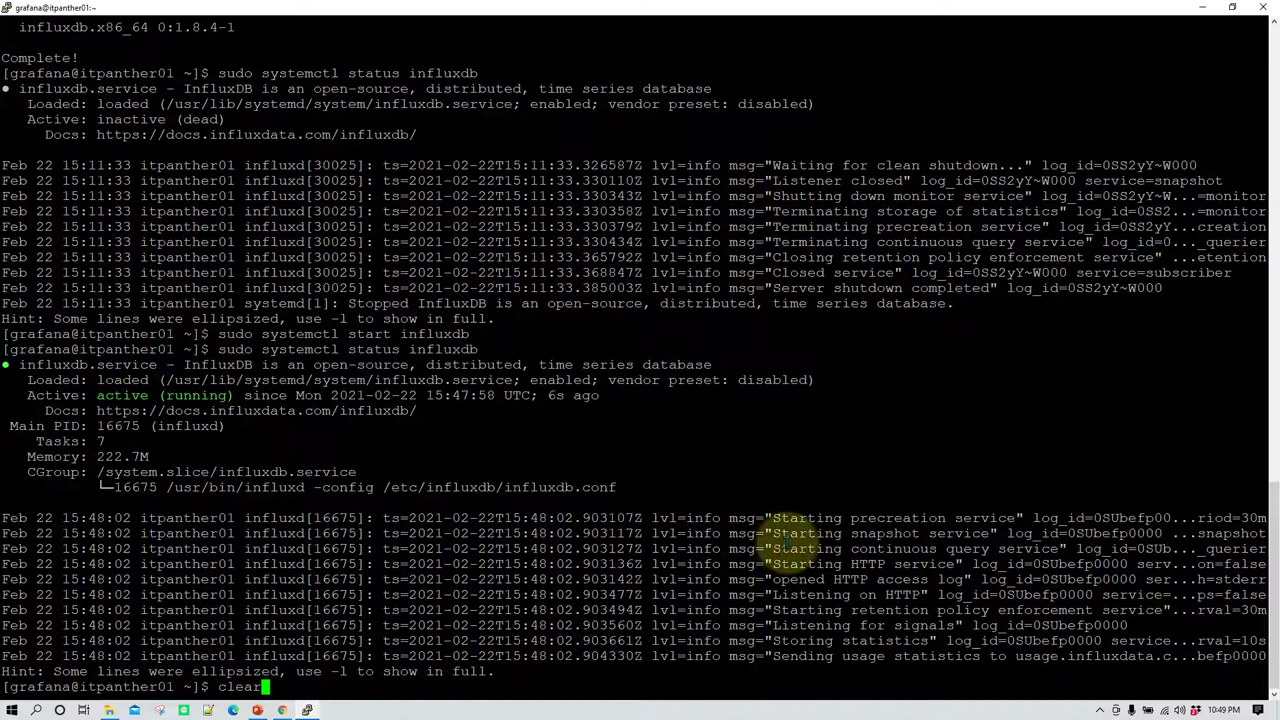 grafana@itpanther01:~
influxdb.x86_64 0:1.8.4-1
Complete!
[grafana@itpanther01 ~]$ sudo systemctl status influxdb
● influxdb.service - InfluxDB is an open-source, distributed, time series database
Loaded: loaded (/usr/lib/systemd/system/influxdb.service; enabled; vendor preset: disabled)
Active: inactive (dead)
Docs: https://docs.influxdata.com/influxdb/
Feb 22 15:11:33 itpanther01 influxd[30025]: ts=2021-02-22T15:11:33.326587Z lvl=info msg="Waiting for clean shutdown..." log_id=0SS2yY~W000
Feb 22 15:11:33 itpanther01 influxd[30025]: ts=2021-02-22T15:11:33.330110Z lvl=info msg="Listener closed" log_id=0SS2yY~W000 service=snapshot
Feb 22 15:11:33 itpanther01 influxd[30025]: ts=2021-02-22T15:11:33.330343Z lvl=info msg="Shutting down monitor service" log_id=0SS2yY~W...=monitor
Feb 22 15:11:33 itpanther01 influxd[30025]: ts=2021-02-22T15:11:33.330358Z lvl=info msg="Terminating storage of statistics" log_id=0SS2...=monitor
Feb 22 15:11:33 itpanther01 influxd[30025]: ts=2021-02-22T15:11:33.330379Z lvl=info msg="Terminating precreation service" log_id=0SS2yY...creation
Feb 22 15:11:33 itpanther01 influxd[30025]: ts=2021-02-22T15:11:33.330434Z lvl=info msg="Terminating continuous query service" log_id=0..._querier
Feb 22 15:11:33 itpanther01 influxd[30025]: ts=2021-02-22T15:11:33.365792Z lvl=info msg="Closing retention policy enforcement service" ...etention
Feb 22 15:11:33 itpanther01 influxd[30025]: ts=2021-02-22T15:11:33.368847Z lvl=info msg="Closed service" log_id=0SS2yY~W000 service=subscriber
Feb 22 15:11:33 itpanther01 influxd[30025]: ts=2021-02-22T15:11:33.385003Z lvl=info msg="Server shutdown completed" log_id=0SS2yY~W000
Feb 22 15:11:33 itpanther01 systemd[1]: Stopped InfluxDB is an open-source, distributed, time series database.
Hint: Some lines were ellipsized, use -l to show in full.
[grafana@itpanther01 ~]$ sudo systemctl start influxdb
[grafana@itpanther01 ~]$ sudo systemctl status influxdb
● influxdb.service - InfluxDB is an open-source, distributed, time series database
Loaded: loaded (/usr/lib/systemd/system/influxdb.service; enabled; vendor preset: disabled)
Active: active (running) since Mon 2021-02-22 15:47:58 UTC; 6s ago
Docs: https://docs.influxdata.com/influxdb/
Main PID: 16675 (influxd)
Tasks: 7
Memory: 222.7M
CGroup: /system.slice/influxdb.service
└─16675 /usr/bin/influxd -config /etc/influxdb/influxdb.conf
Feb 22 15:48:02 itpanther01 influxd[16675]: ts=2021-02-22T15:48:02.903107Z lvl=info msg="Starting precreation service" log_id=0SUbefp00...riod=30m
Feb 22 15:48:02 itpanther01 influxd[16675]: ts=2021-02-22T15:48:02.903117Z lvl=info msg="Starting snapshot service" log_id=0SUbefp0000 ...snapshot
Feb 22 15:48:02 itpanther01 influxd[16675]: ts=2021-02-22T15:48:02.903127Z lvl=info msg="Starting continuous query service" log_id=0SUb..._querier
Feb 22 15:48:02 itpanther01 influxd[16675]: ts=2021-02-22T15:48:02.903136Z lvl=info msg="Starting HTTP service" log_id=0SUbefp0000 serv...on=false
Feb 22 15:48:02 itpanther01 influxd[16675]: ts=2021-02-22T15:48:02.903142Z lvl=info msg="opened HTTP access log" log_id=0SUbefp0000 ser...h=stderr
Feb 22 15:48:02 itpanther01 influxd[16675]: ts=2021-02-22T15:48:02.903477Z lvl=info msg="Listening on HTTP" log_id=0SUbefp0000 service=...ps=false
Feb 22 15:48:02 itpanther01 influxd[16675]: ts=2021-02-22T15:48:02.903494Z lvl=info msg="Starting retention policy enforcement service"...rval=30m
Feb 22 15:48:02 itpanther01 influxd[16675]: ts=2021-02-22T15:48:02.903560Z lvl=info msg="Listening for signals" log_id=0SUbefp0000
Feb 22 15:48:02 itpanther01 influxd[16675]: ts=2021-02-22T15:48:02.903661Z lvl=info msg="Storing statistics" log_id=0SUbefp0000 service...rval=10s
Feb 22 15:48:02 itpanther01 influxd[16675]: ts=2021-02-22T15:48:02.904330Z lvl=info msg="Sending usage statistics to usage.influxdata.c...befp0000
Hint: Some lines were ellipsized, use -l to show in full.
[grafana@itpanther01 ~]$ clear
10:49 PM